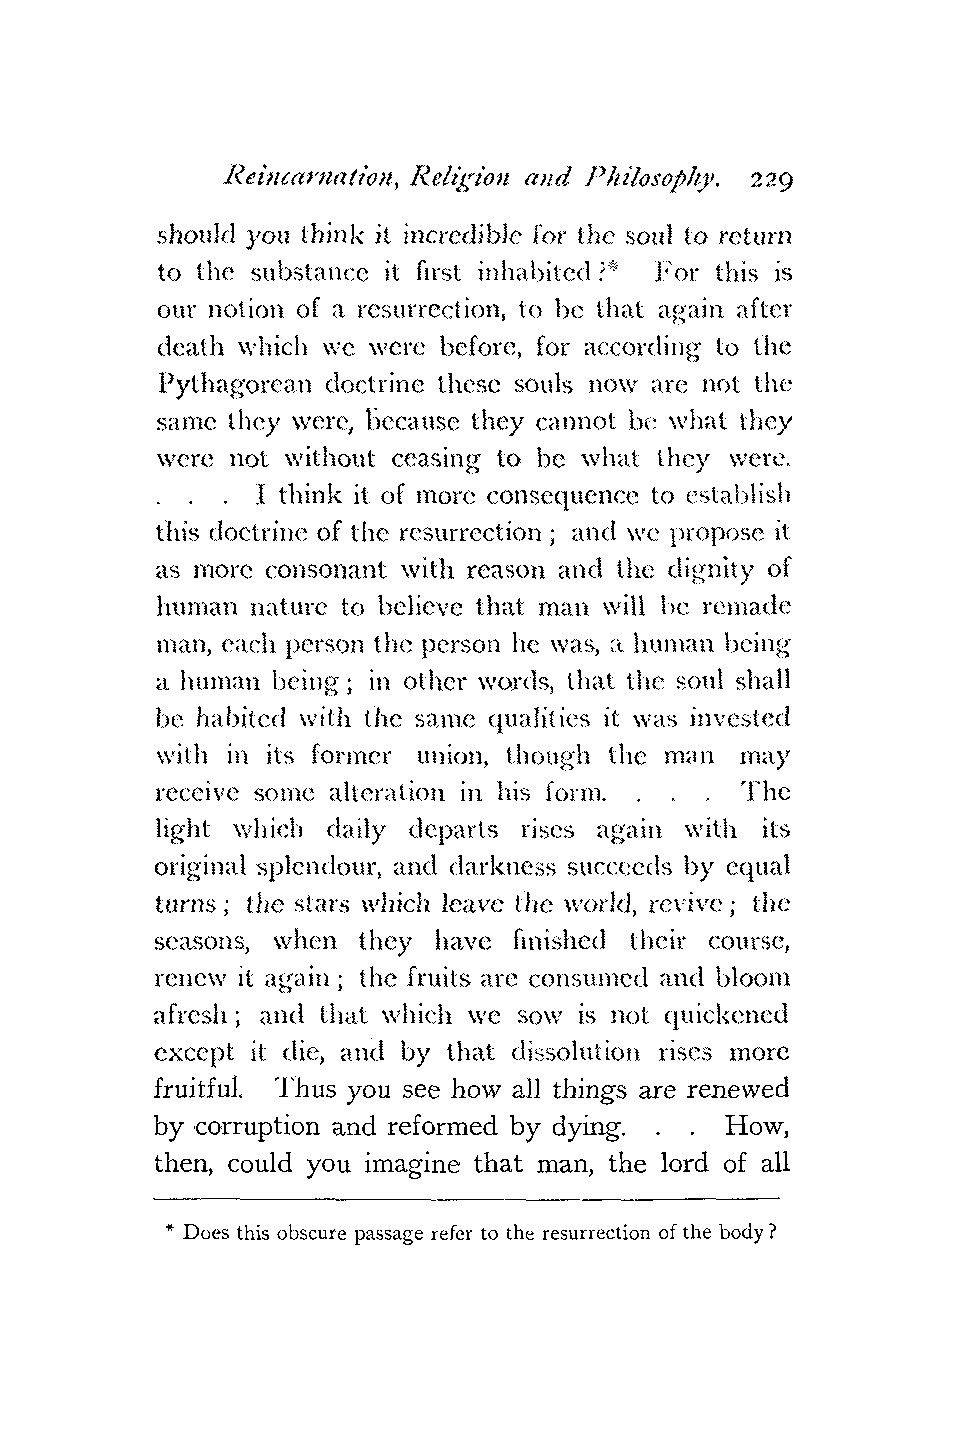 Reincarnation, Religion and Philosophy. 229
should you think it incredible for the soul to return
to the substance it first inhabited?* For this is
our notion of a resurrection, to be that again after
death which we were before, for according to the
Pythagorean doctrine these souls now are not the
same they were, because they cannot be what they
were not without ceasing to be what they were.
. . . I think it of more consequence to establish
this doctrine of the resurrection; and we propose it
as more consonant with reason and the dignity of
human nature to believe that man will be remade
man, each person the person he was, a human being
a human being; in other words, that the soul shall
be habited with the same qualities it was invested
with in its former union, though the man may
receive some alteration in his form. . . . The
light which daily departs rises again with its
original splendour, and darkness succeeds by equal
turns; the stars which leave the world, revive; the
seasons, when they have finished their course,
renew it again; the fruits are consumed and bloom
afresh; and that which we sow is not quickened
except it die, and by that dissolution rises more
fruitful. Thus you see how all things are renewed
by corruption and reformed by dying. . . How,
then, could you imagine that man, the lord of all
* Does this obscure passage refer to the resurrection of the body?